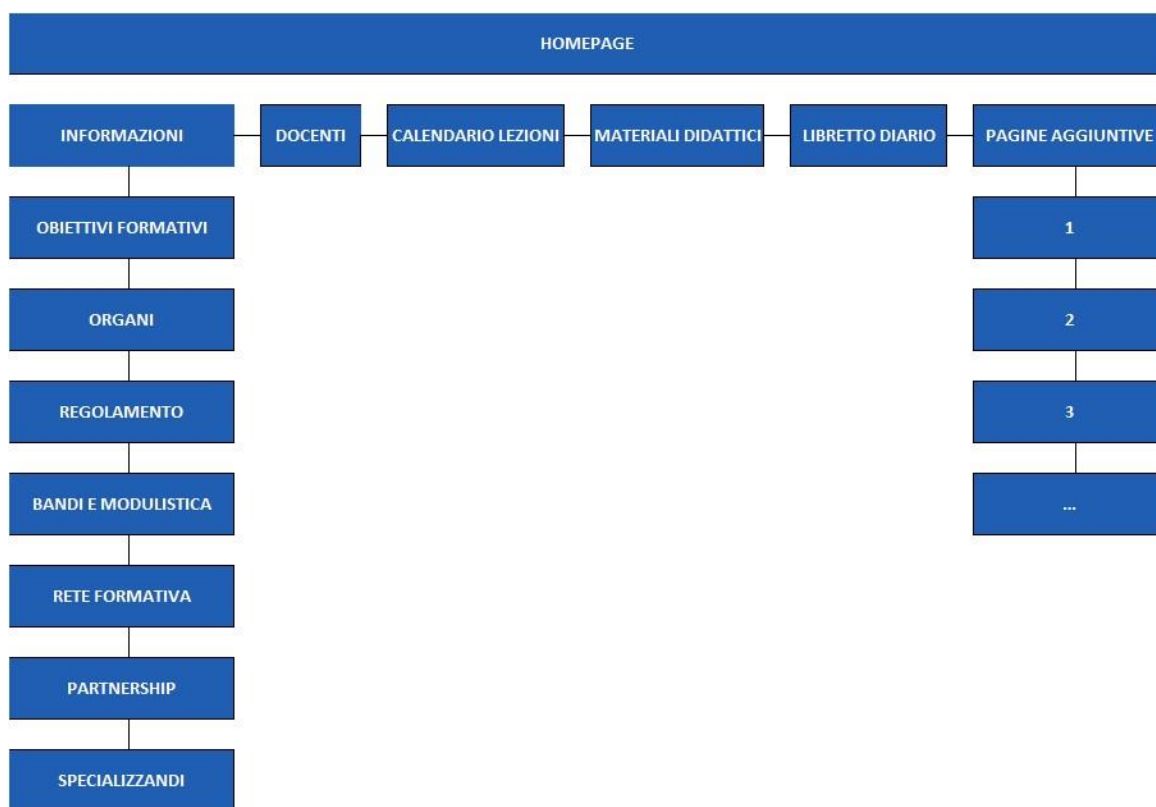 HOMEPAGE
INFORMAZIONI
DOCENTI
CALENDARIO LEZIONI
MATERIALI DIDATTICI
LIBRETTO DIARIO
PAGINE AGGIUNTIVE
OBIETTIVI FORMATIVI
ORGANI
REGOLAMENTO
BANDI E MODULISTICA
RETE FORMATIVA
PARTNERSHIP
SPECIALIZZANDI
1
2
3
...